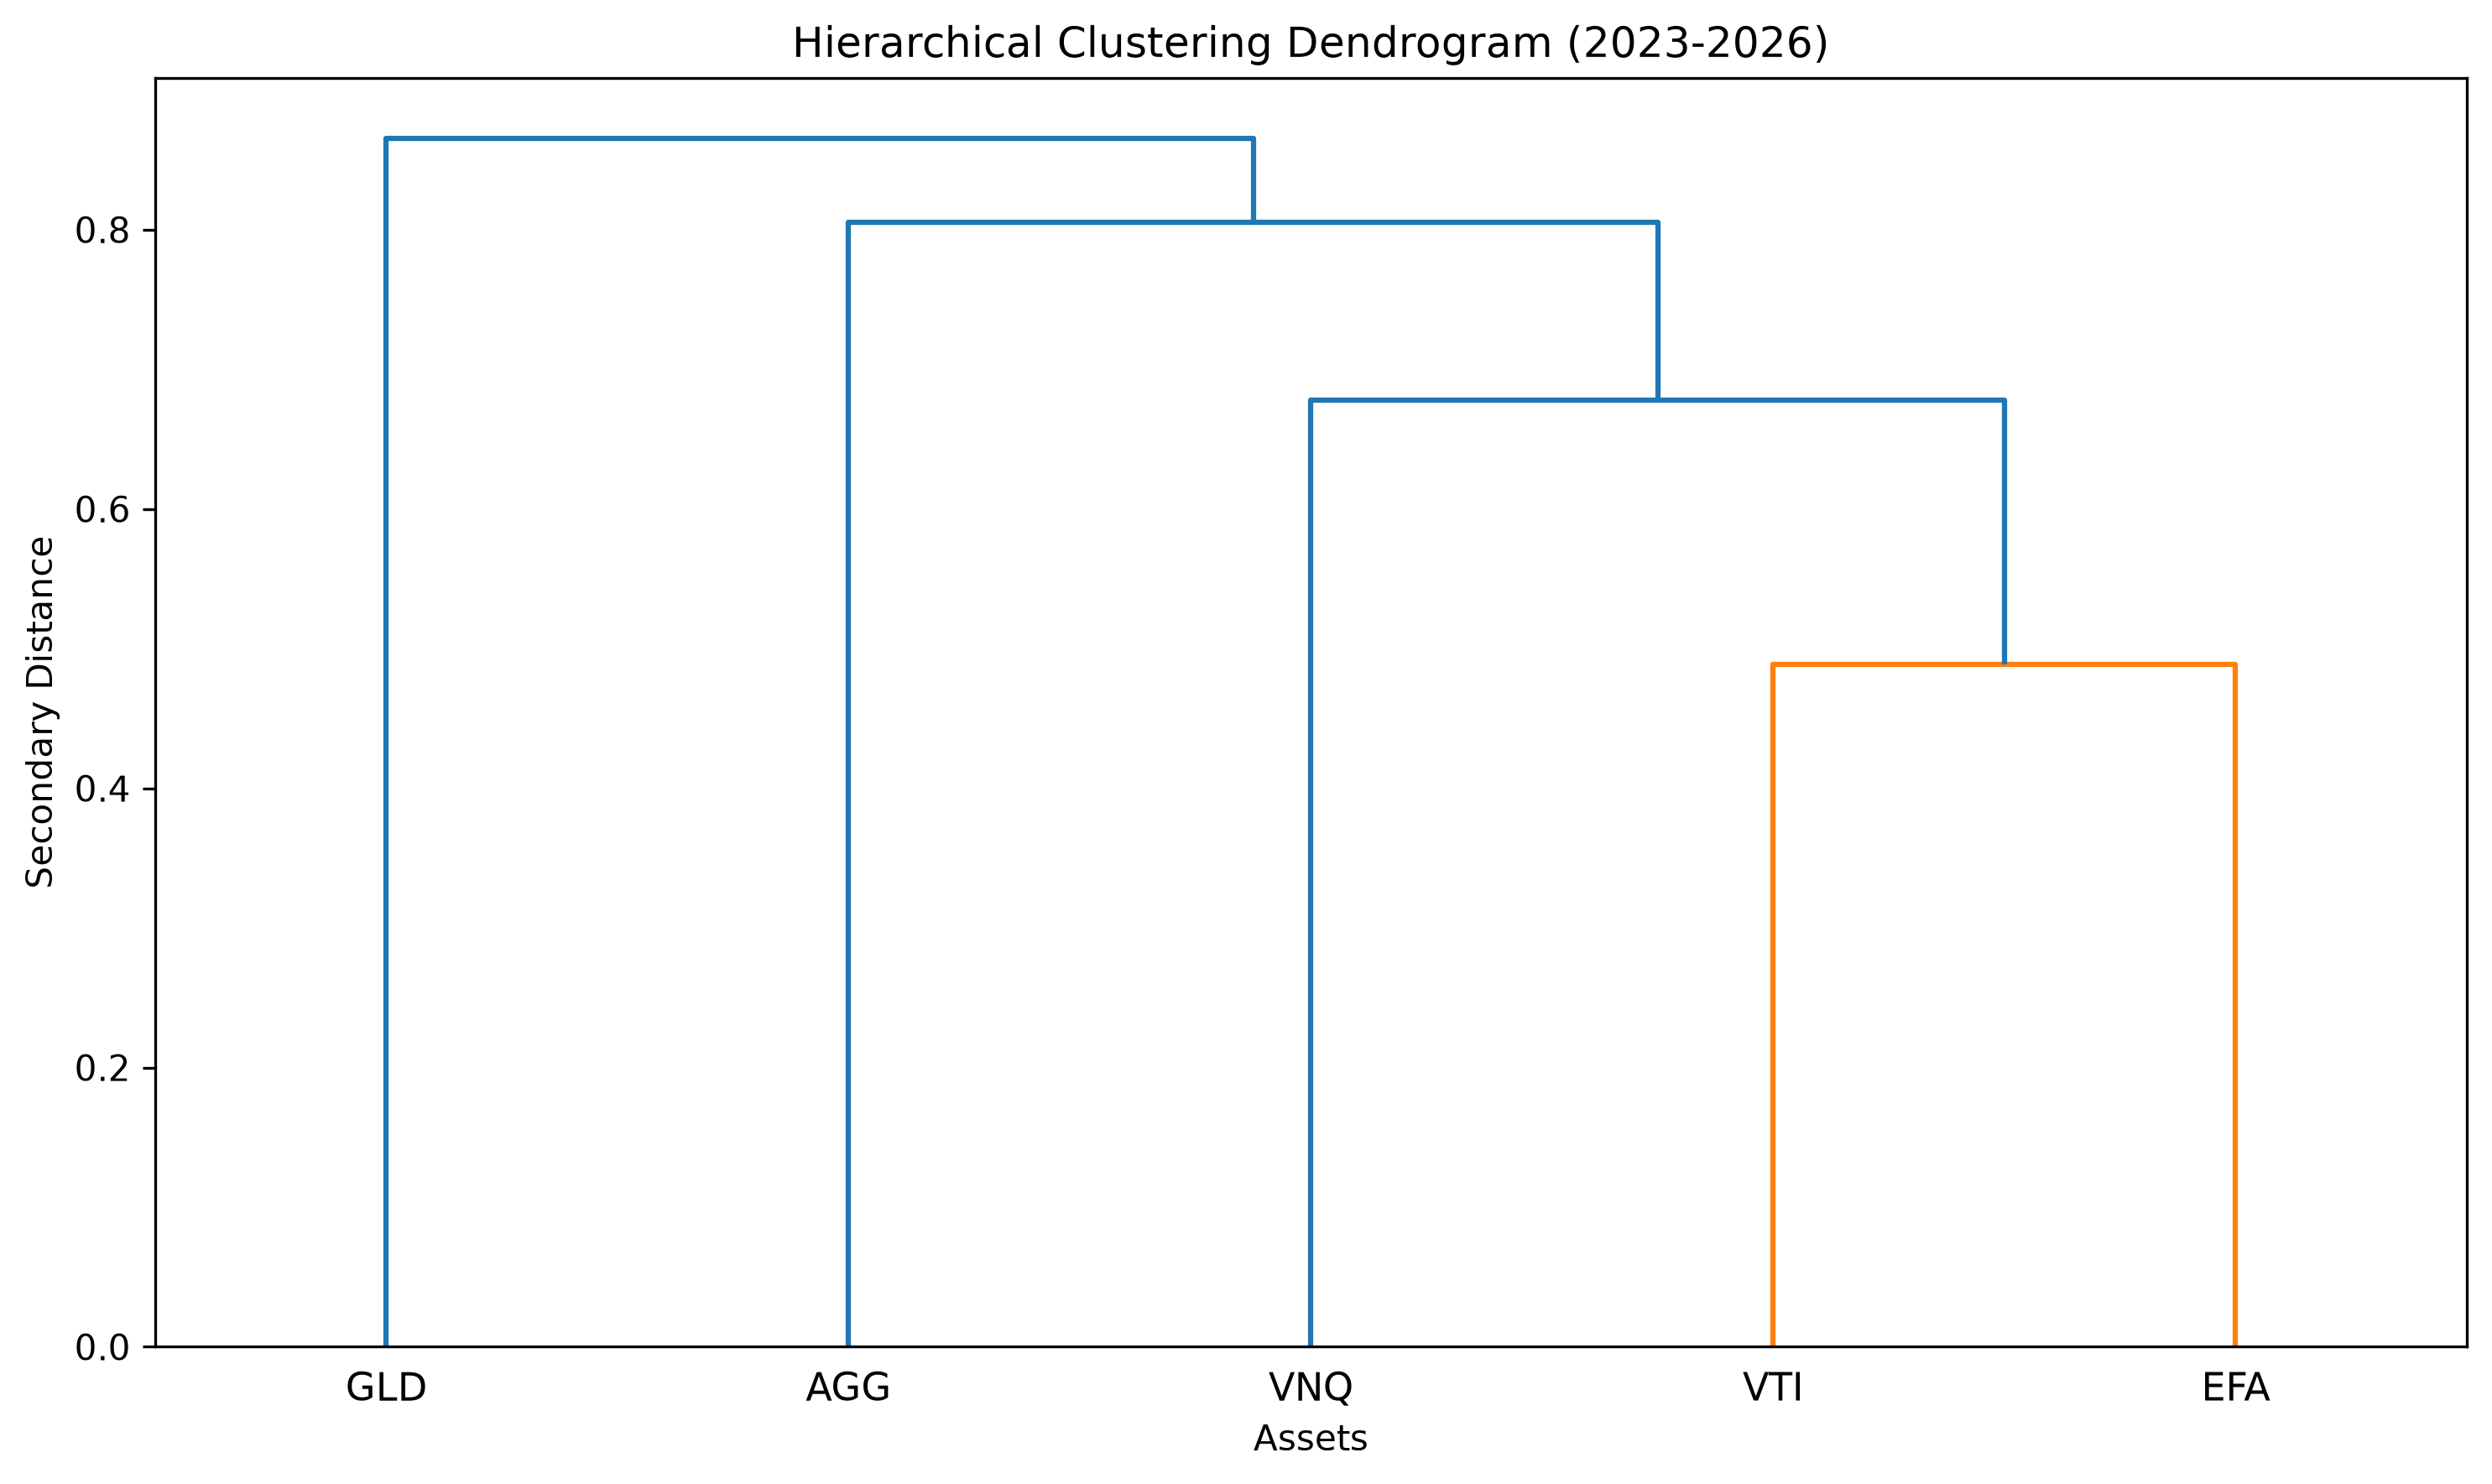 Hierarchical Clustering Dendrogram (2023-2026)
Secondary Distance
0.8
0.6
0.4
0.2
0.0
GLD AGG VNQ VTI EFA
Assets